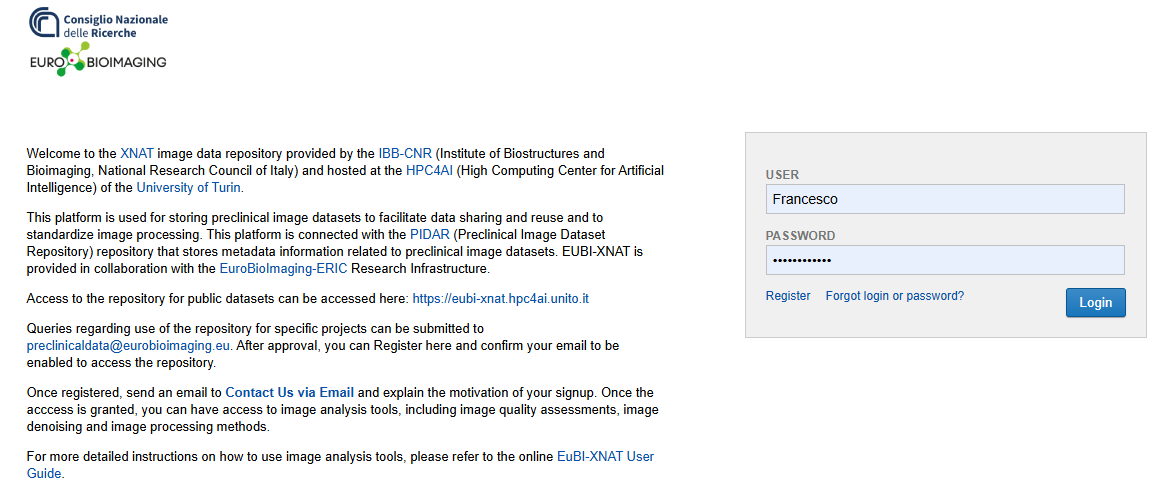 Consiglio Nazionale
delle Ricerche
EURO BIOIMAGING
Welcome to the XNAT image data repository provided by the IBB-CNR (Institute of Biostructures and
Bioimaging, National Research Council of Italy) and hosted at the HPC4AI (High Computing Center for Artificial
Intelligence) of the University of Turin.
This platform is used for storing preclinical image datasets to facilitate data sharing and reuse and to
standardize image processing. This platform is connected with the PIDAR (Preclinical Image Dataset
Repository) repository that stores metadata information related to preclinical image datasets. EUBI-XNAT is
provided in collaboration with the EuroBioImaging-ERIC Research Infrastructure.
Access to the repository for public datasets can be accessed here: https://eubi-xnat.hpc4ai.unito.it
Queries regarding use of the repository for specific projects can be submitted to
preclinicaldata@eurobioimaging.eu. After approval, you can Register here and confirm your email to be
enabled to access the repository.
Once registered, send an email to Contact Us via Email and explain the motivation of your signup. Once the
acccess is granted, you can have access to image analysis tools, including image quality assessments, image
denoising and image processing methods.
For more detailed instructions on how to use image analysis tools, please refer to the online EuBI-XNAT User
Guide.
USER
Francesco
PASSWORD
••••••••••••
Register Forgot login or password?
Login